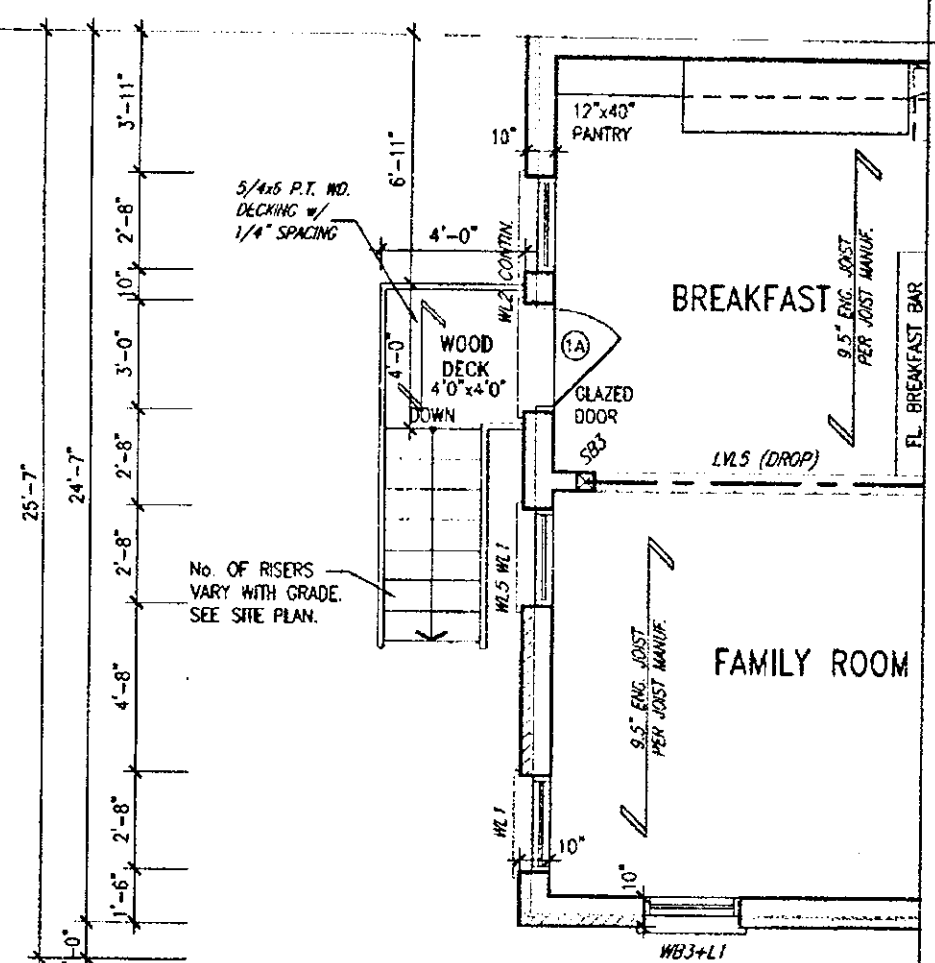 3'-11"
2'-8"
10"
3'-0"
2'-8"
2'-8"
4'-8"
2'-8"
1'-6"
25'-7"
24'-7"
-0"
6'-11"
5/4x6 P.T. WD.
DECKING w/
1/4" SPACING
4'-0"
4'-0"
WOOD
DECK
4'0"x4'0"
DOWN
No. OF RISERS
VARY WITH GRADE.
SEE SITE PLAN.
10"
12"x40"
PANTRY
WL2 CONTIN.
BREAKFAST
9.5" ENG. JOIST
PER JOIST MANUF.
FL. BREAKFAST BAR
1A
GLAZED
DOOR
SB3
LVL5 (DROP)
WL5 WL1
FAMILY ROOM
9.5" ENG. JOIST
PER JOIST MANUF.
WL1
10"
10"
WB3+L1